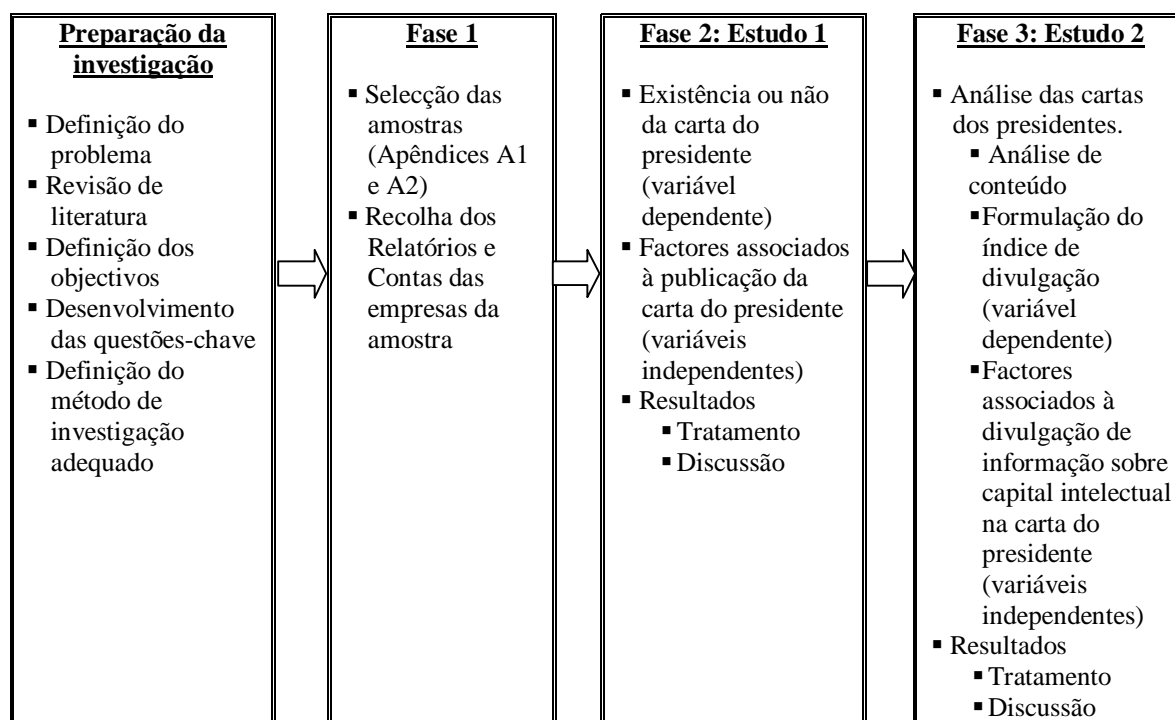 Preparação da
investigação
▪ Definição do
problema
▪ Revisão de
literatura
▪ Definição dos
objectivos
▪ Desenvolvimento
das questões-chave
▪ Definição do
método de
investigação
adequado
Fase 1
▪ Selecção das
amostras
(Apêndices A1
e A2)
▪ Recolha dos
Relatórios e
Contas das
empresas da
amostra
Fase 2: Estudo 1
▪ Existência ou não
da carta do
presidente
(variável
dependente)
▪ Factores associados
à publicação da
carta do presidente
(variáveis
independentes)
▪ Resultados
▪ Tratamento
▪ Discussão
Fase 3: Estudo 2
▪ Análise das cartas
dos presidentes.
▪ Análise de
conteúdo
▪Formulação do
índice de
divulgação
(variável
dependente)
▪Factores
associados à
divulgação de
informação sobre
capital intelectual
na carta do
presidente
(variáveis
independentes)
▪ Resultados
▪ Tratamento
▪ Discussão